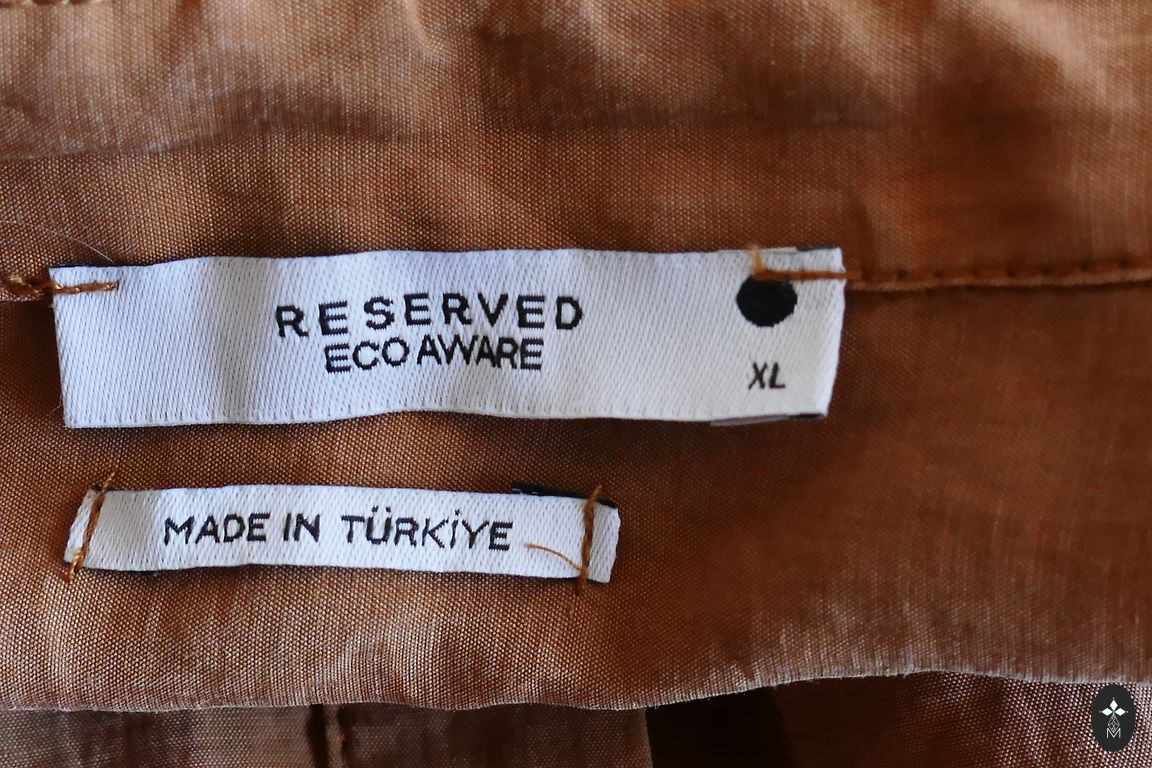 RESERVED
ECO AWARE
XL
MADE IN TÜRKİYE
M